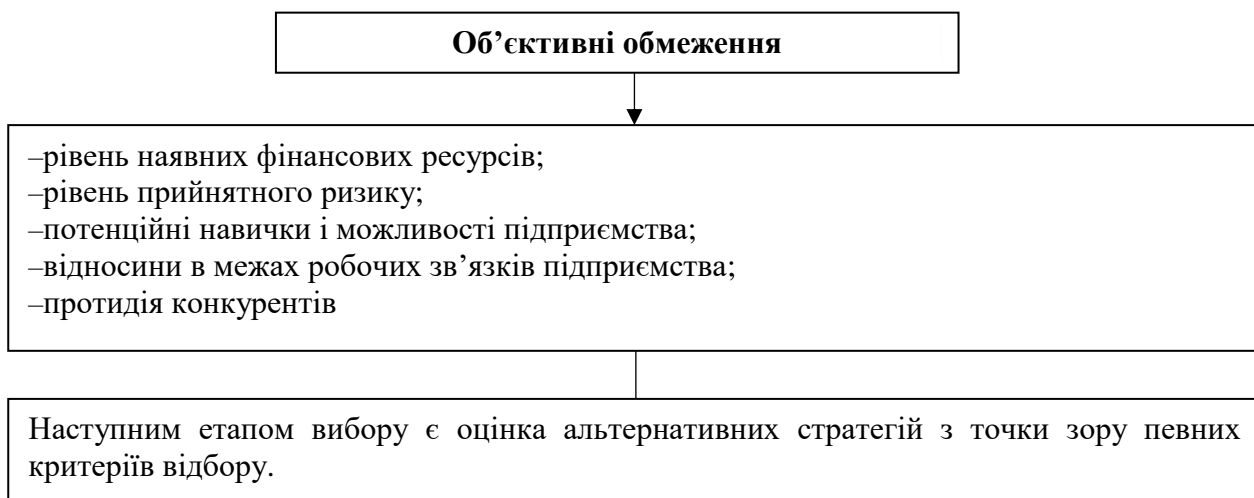 Об’єктивні обмеження
–рівень наявних фінансових ресурсів;
–рівень прийнятного ризику;
–потенційні навички і можливості підприємства;
–відносини в межах робочих зв’язків підприємства;
–протидія конкурентів
Наступним етапом вибору є оцінка альтернативних стратегій з точки зору певних
критеріїв відбору.